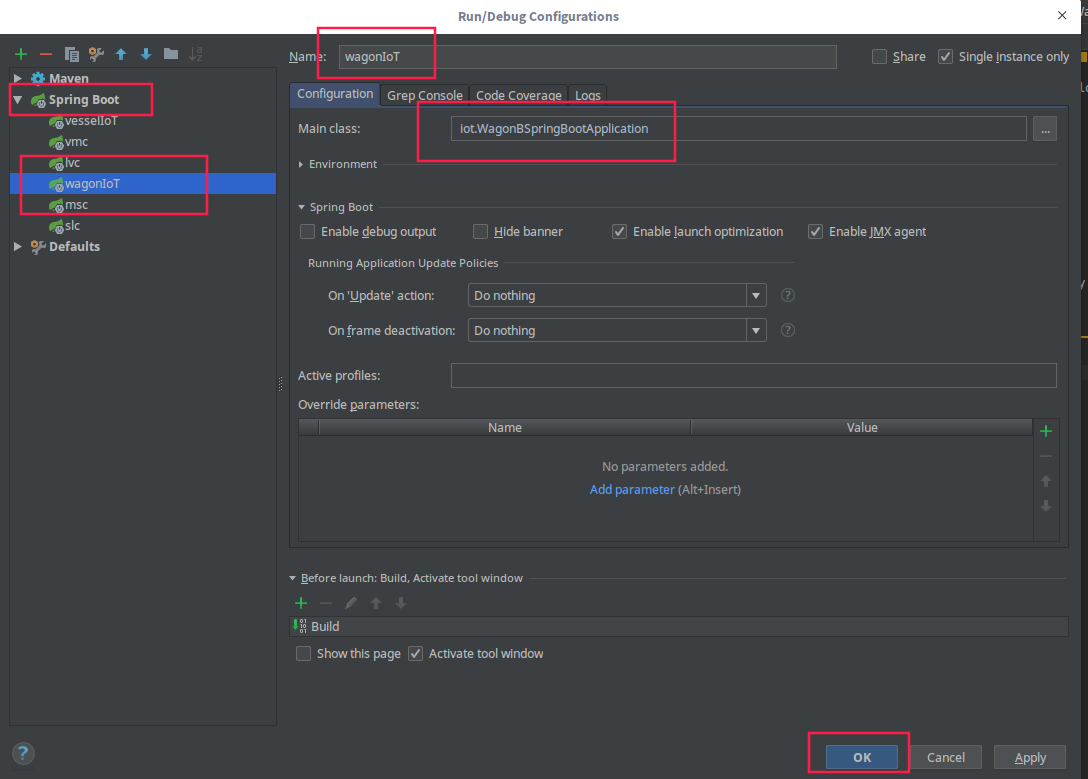 Run/Debug Configurations
Name: wagonIoT Share Single instance only
Maven
Spring Boot
vesselIoT
vmc
lvc
wagonIoT
msc
slc
Defaults
Configuration Grep Console Code Coverage Logs
Main class: iot.WagonBSpringBootApplication ...
Environment
Spring Boot
Enable debug output Hide banner Enable launch optimization Enable JMX agent
Running Application Update Policies
On 'Update' action: Do nothing ?
On frame deactivation: Do nothing ?
Active profiles:
Override parameters:
Name Value
No parameters added.
Add parameter (Alt+Insert)
Before launch: Build, Activate tool window
Build
Show this page Activate tool window
? OK Cancel Apply